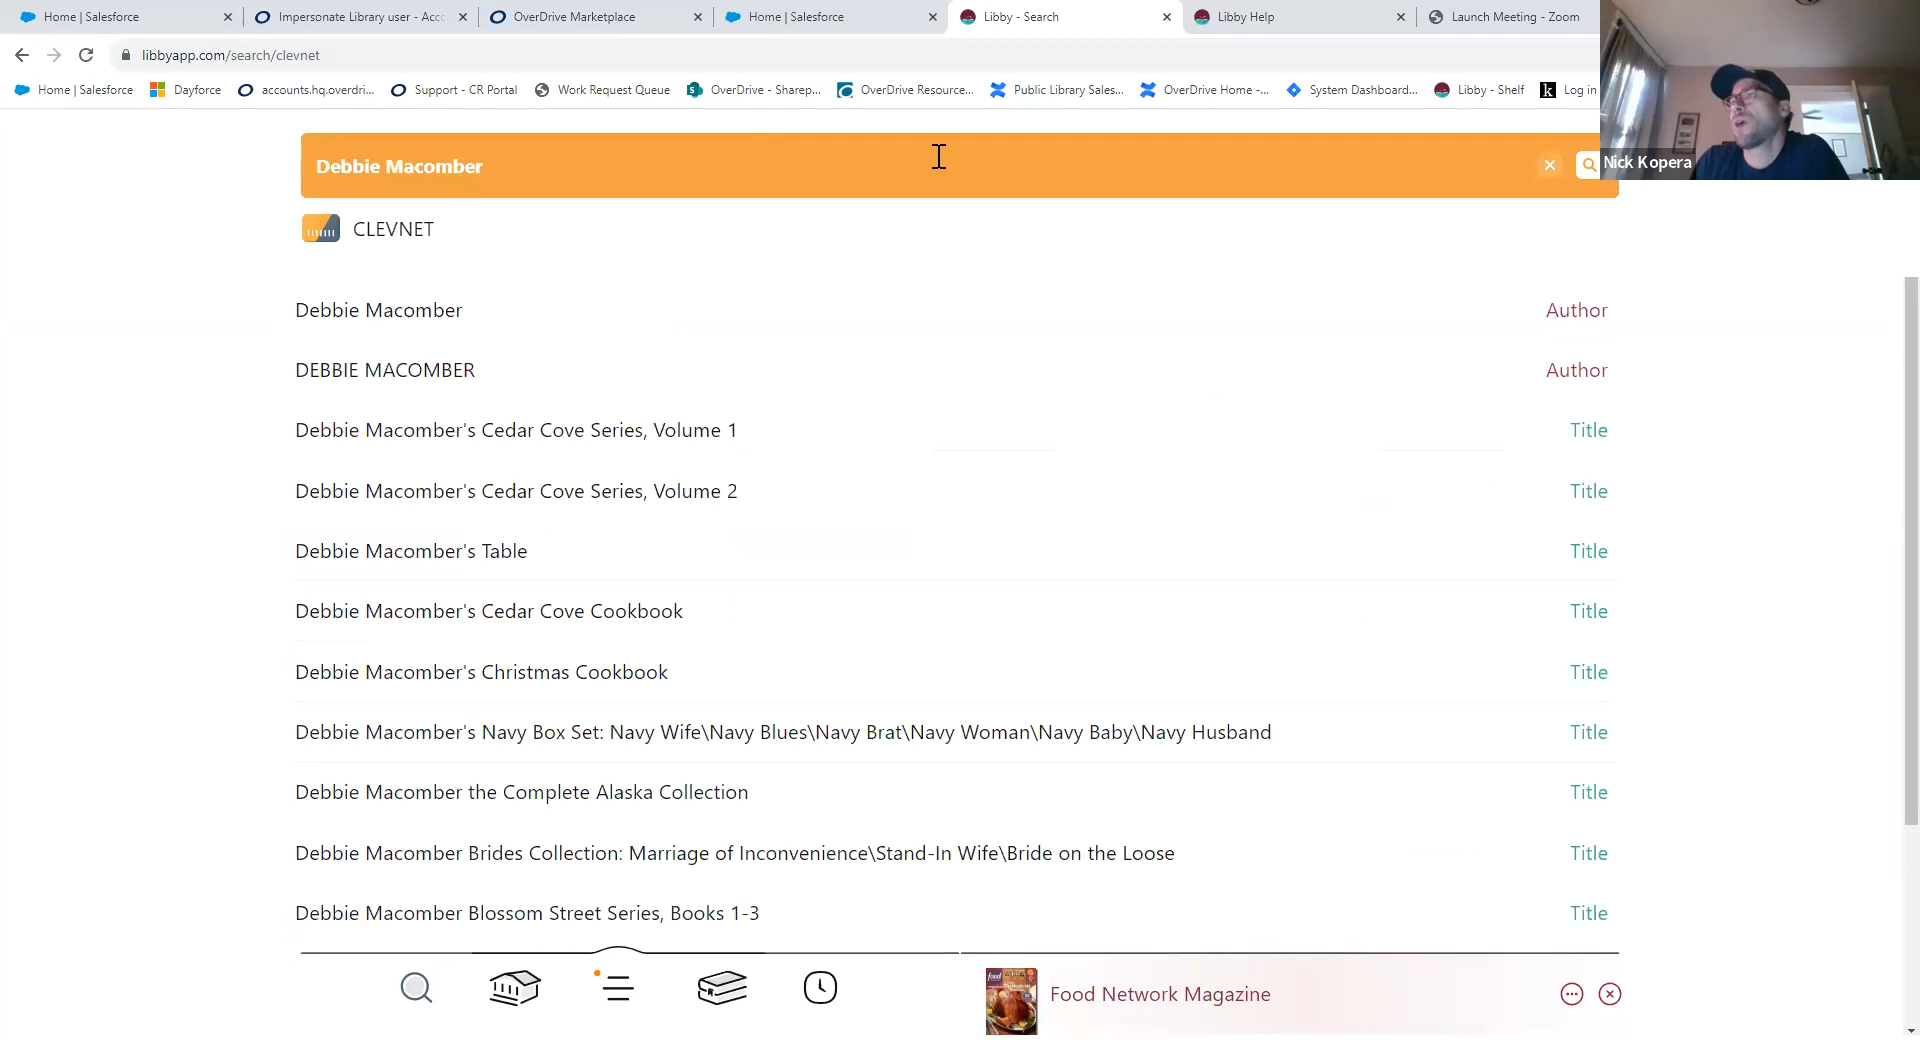 Home | Salesforce
Impersonate Library user - Acc
OverDrive Marketplace
Home | Salesforce
Libby - Search
Libby Help
Launch Meeting - Zoom
libbyapp.com/search/clevnet
Home | Salesforce
Dayforce
accounts.hq.overdri...
Support - CR Portal
Work Request Queue
OverDrive - Sharep...
OverDrive Resource...
Public Library Sales...
OverDrive Home -...
System Dashboard...
Libby - Shelf
k
Log in
Nick Kopera
Debbie Macomber
CLEVNET
Debbie Macomber Author
DEBBIE MACOMBER Author
Debbie Macomber's Cedar Cove Series, Volume 1 Title
Debbie Macomber's Cedar Cove Series, Volume 2 Title
Debbie Macomber's Table Title
Debbie Macomber's Cedar Cove Cookbook Title
Debbie Macomber's Christmas Cookbook Title
Debbie Macomber's Navy Box Set: Navy Wife\Navy Blues\Navy Brat\Navy Woman\Navy Baby\Navy Husband Title
Debbie Macomber the Complete Alaska Collection Title
Debbie Macomber Brides Collection: Marriage of Inconvenience\Stand-In Wife\Bride on the Loose Title
Debbie Macomber Blossom Street Series, Books 1-3 Title
food
Food Network Magazine